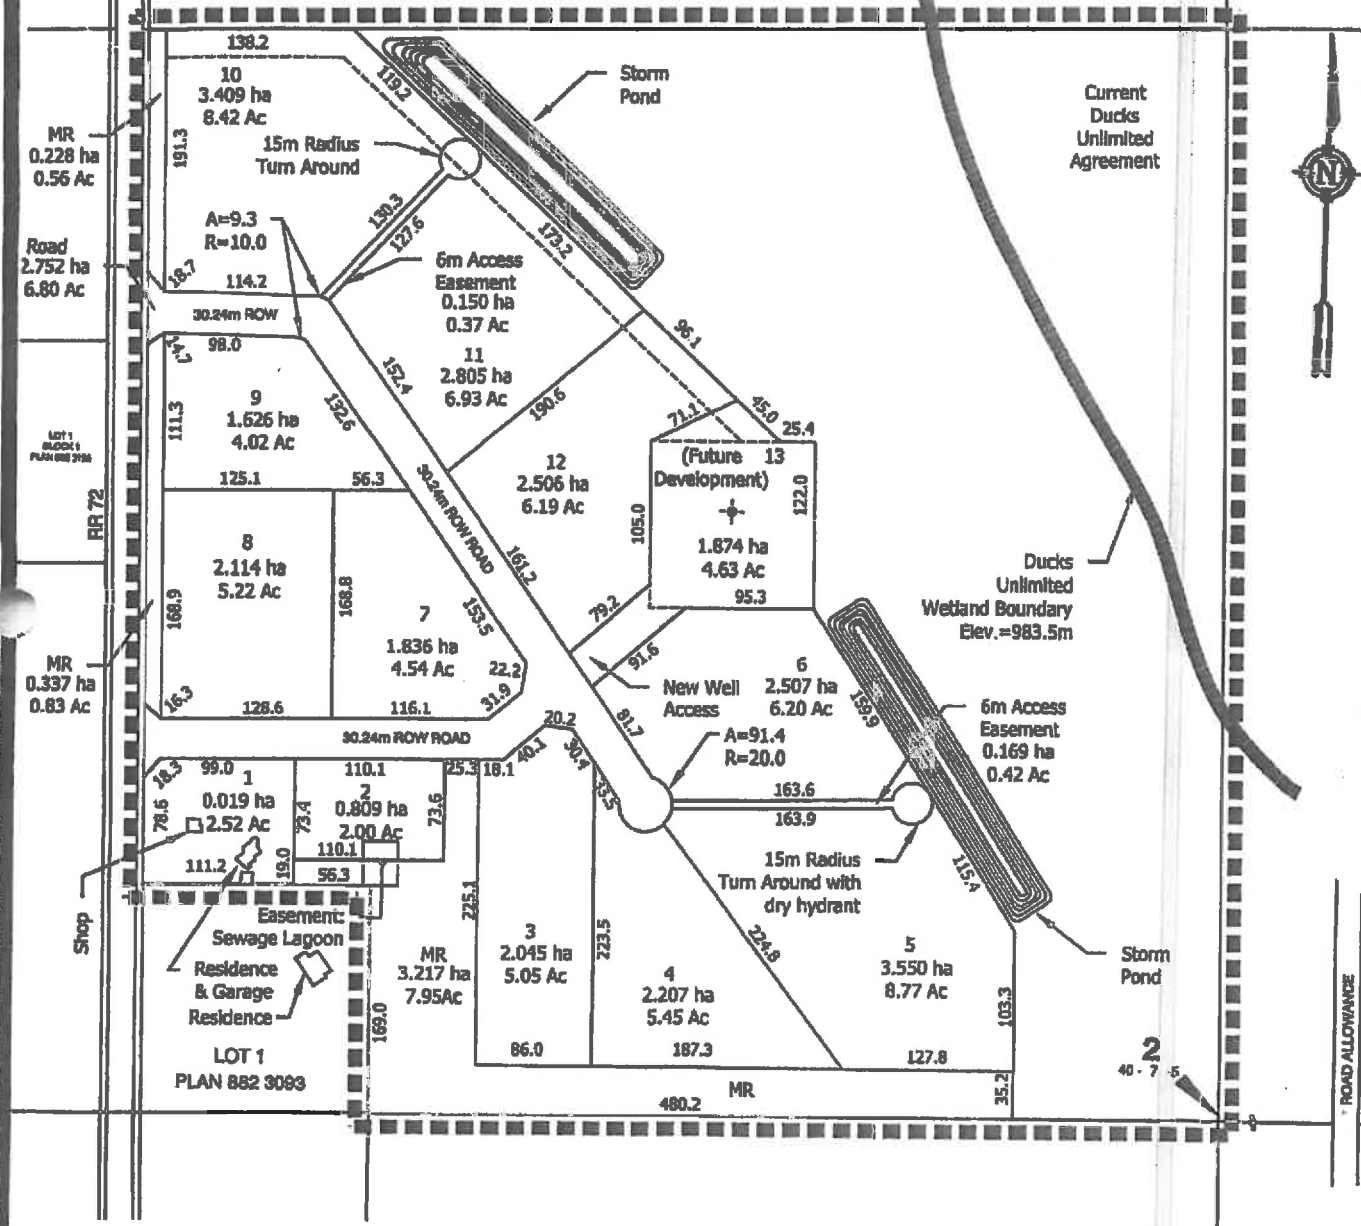 138.2
10
3.409 ha
8.42 Ac
119.2
Storm
Pond
Current
Ducks
Unlimited
Agreement
MR
0.228 ha
0.56 Ac
191.3
15m Radius
Turn Around
N
130.3
127.6
A=9.3
R=10.0
173.2
Road
2.752 ha
6.80 Ac
18.7
114.2
6m Access
Easement
0.150 ha
0.37 Ac
30.24m ROW
98.0
96.1
11
2.805 ha
6.93 Ac
152.4
132.6
190.6
9
1.626 ha
4.02 Ac
111.3
71.1
45.0
25.4
LOT 1
BLOCK 1
125.1
56.3
30.24m ROW ROAD
12
2.506 ha
6.19 Ac
(Future 13
Development)
122.0
105.0
1.874 ha
4.63 Ac
95.3
RR 72
8
2.114 ha
5.22 Ac
168.9
168.8
161.2
153.5
79.2
91.6
7
1.836 ha
4.54 Ac
22.2
31.9
Ducks
Unlimited
Wetland Boundary
Elev.=983.5m
MR
0.337 ha
0.83 Ac
16.3
128.6
116.1
New Well
Access
6
2.507 ha
6.20 Ac
159.9
6m Access
Easement
0.169 ha
0.42 Ac
20.2
81.7
A=91.4
R=20.0
30.24m ROW ROAD
40.1
30.4
33.5
18.3
99.0
110.1
25.3
18.1
1
0.019 ha
2.52 Ac
78.6
73.4
2
0.809 ha
2.00 Ac
73.6
163.6
163.9
111.2
19.0
110.1
56.3
15m Radius
Turn Around with
dry hydrant
115.4
Shop
Easement:
Sewage Lagoon
Residence
& Garage
Residence
225.1
223.5
224.8
MR
3.217 ha
7.95Ac
3
2.045 ha
5.05 Ac
4
2.207 ha
5.45 Ac
5
3.550 ha
8.77 Ac
Storm
Pond
103.3
169.0
LOT 1
PLAN 882 3093
86.0
187.3
127.8
MR
480.2
35.2
2
40 - 7 -5
ROAD ALLOWANCE